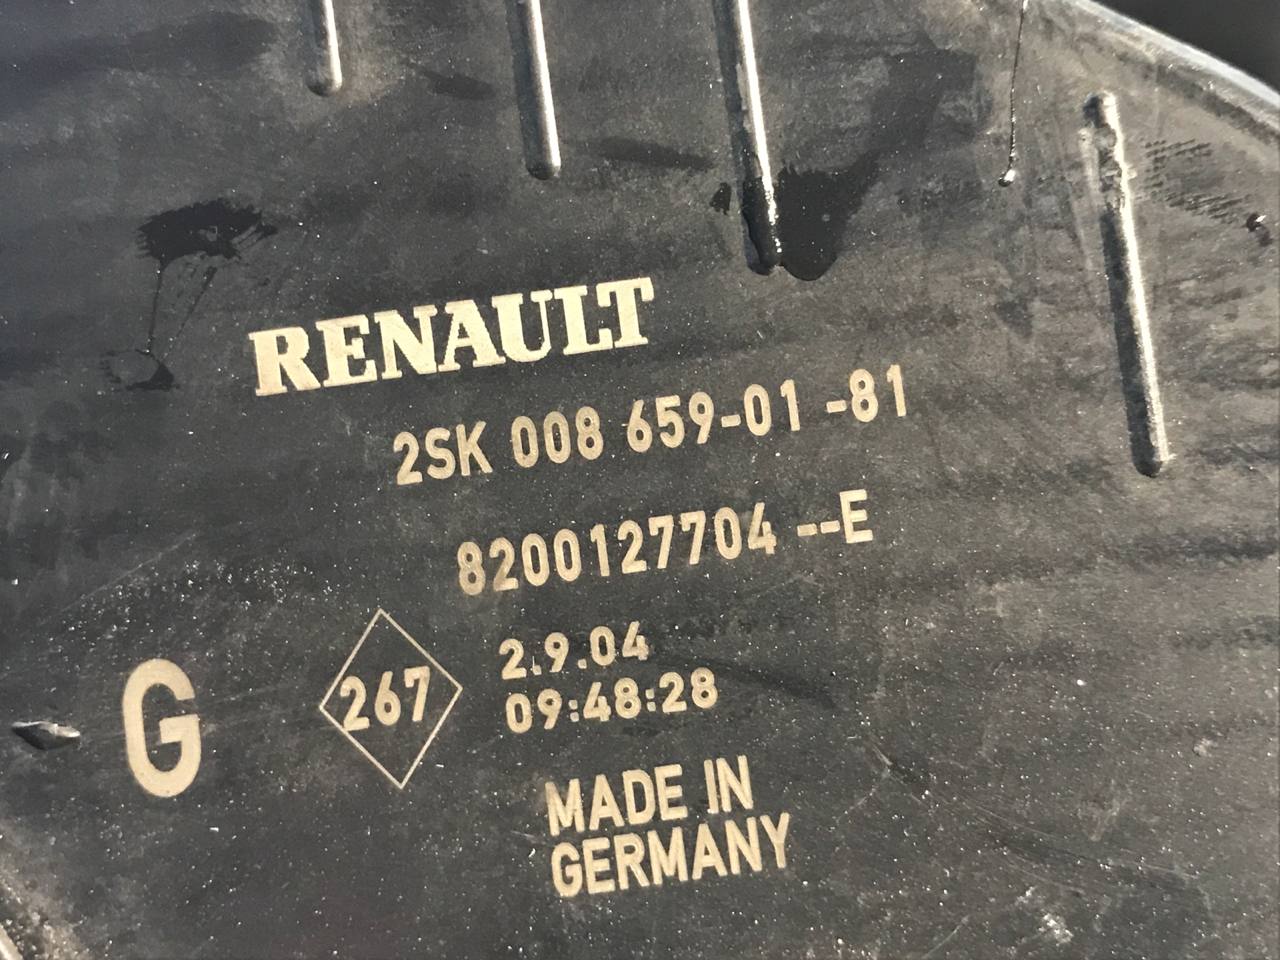 RENAULT
2SK 008 659-01 -81
8200127704 --E
2.9.04
G
267
09:48:28
MADE IN
GERMANY